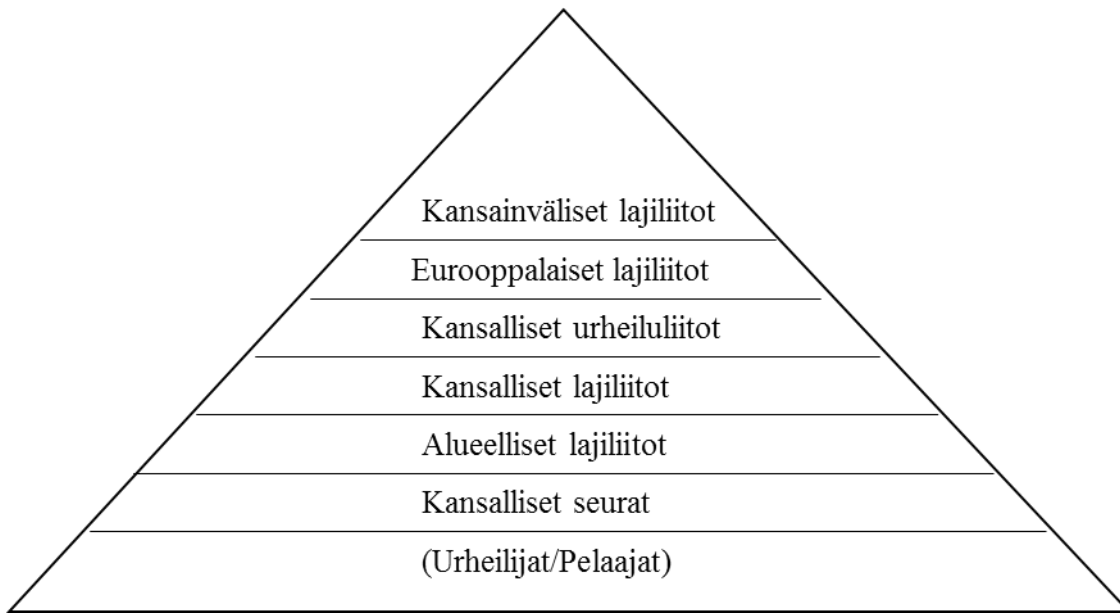 Kansainväliset lajiliitot
Eurooppalaiset lajiliitot
Kansalliset urheiluliitot
Kansalliset lajiliitot
Alueelliset lajiliitot
Kansalliset seurat
(Urheilijat/Pelaajat)